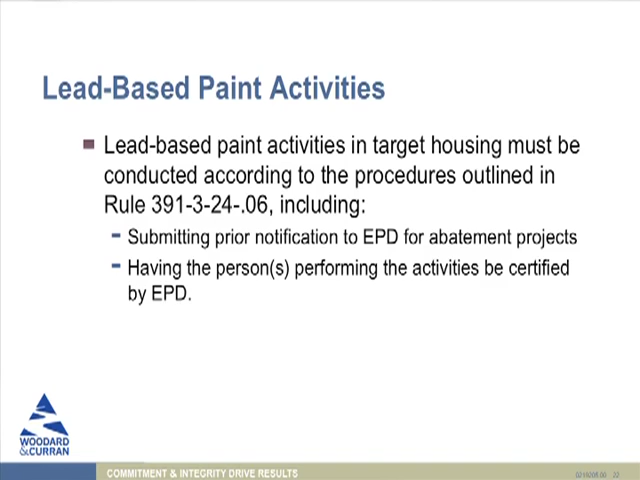 Lead-Based Paint Activities
Lead-based paint activities in target housing must be
conducted according to the procedures outlined in
Rule 391-3-24-.06, including:
- Submitting prior notification to EPD for abatement projects
- Having the person(s) performing the activities be certified
by EPD.
WOODARD
&CURRAN
COMMITMENT & INTEGRITY DRIVE RESULTS